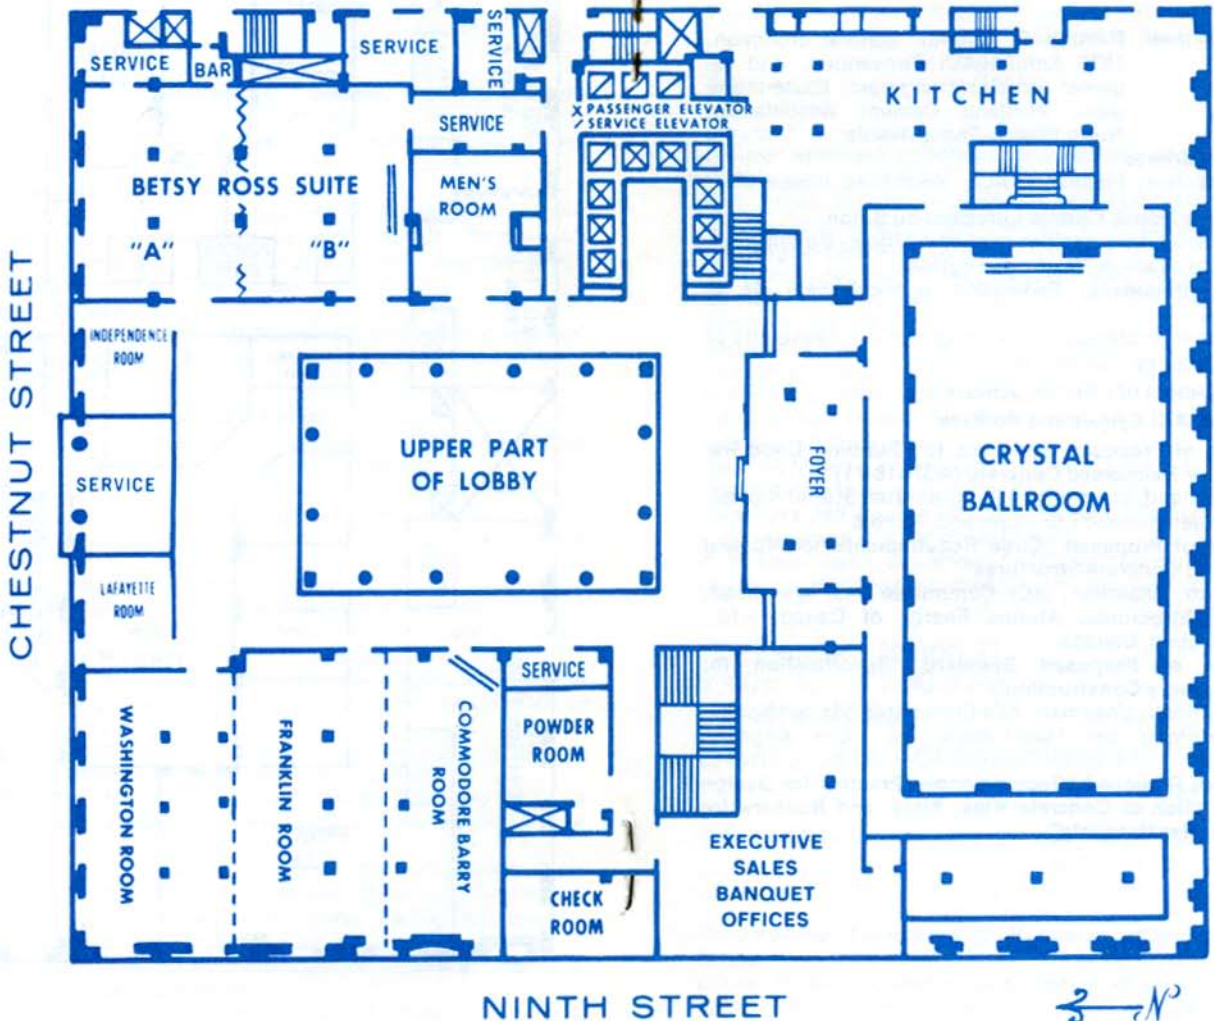 SERVICE
BAR
SERVICE
SERVICE
KITCHEN
X PASSENGER ELEVATOR
/ SERVICE ELEVATOR
SERVICE
MEN'S
ROOM
BETSY ROSS SUITE
"A"
"B"
CHESTNUT STREET
INDEPENDENCE
ROOM
SERVICE
LAFAYETTE
ROOM
UPPER PART
OF LOBBY
FOYER
CRYSTAL
BALLROOM
WASHINGTON ROOM
FRANKLIN ROOM
COMMODORE BARRY
ROOM
SERVICE
POWDER
ROOM
CHECK
ROOM
EXECUTIVE
SALES
BANQUET
OFFICES
NINTH STREET
N